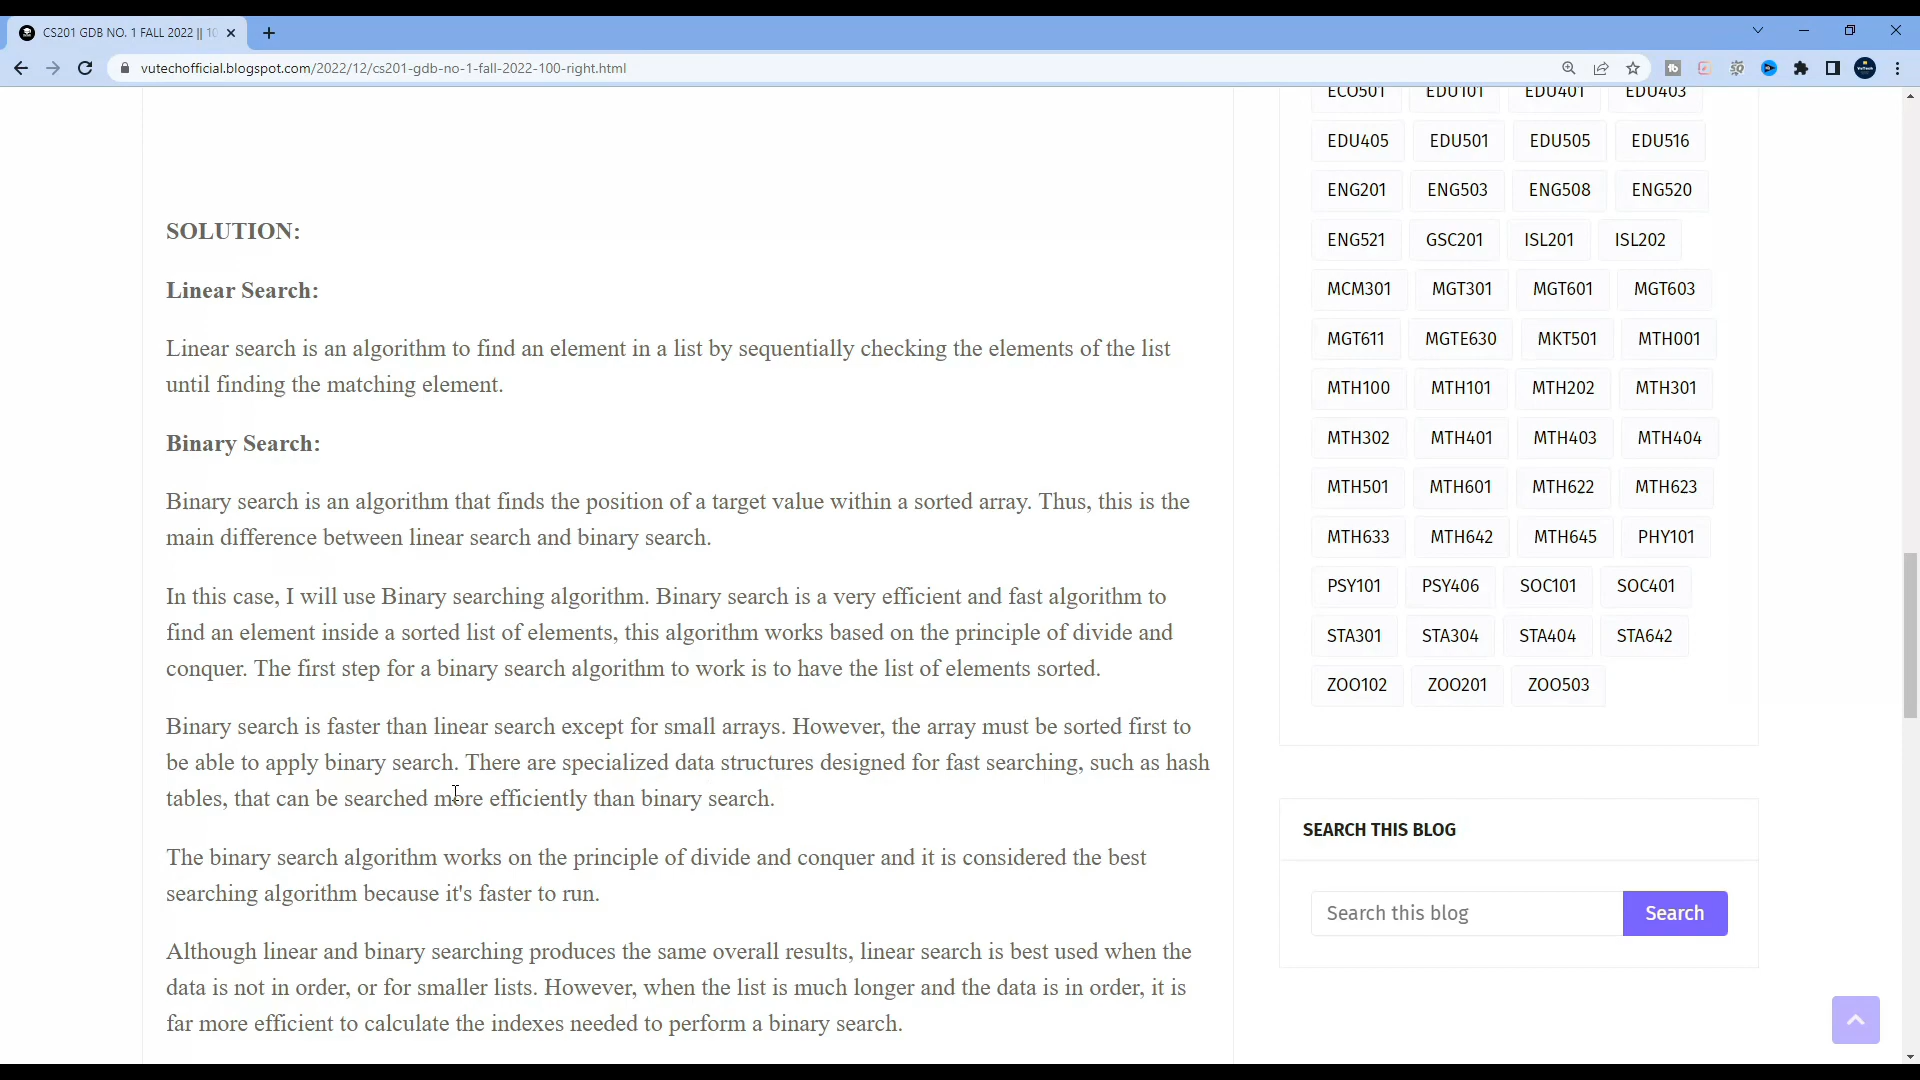 CS201 GDB NO. 1 FALL 2022 || 10
vutechofficial.blogspot.com/2022/12/cs201-gdb-no-1-fall-2022-100-right.html
SOLUTION:
Linear Search:
Linear search is an algorithm to find an element in a list by sequentially checking the elements of the list
until finding the matching element.
Binary Search:
Binary search is an algorithm that finds the position of a target value within a sorted array. Thus, this is the
main difference between linear search and binary search.
In this case, I will use Binary searching algorithm. Binary search is a very efficient and fast algorithm to
find an element inside a sorted list of elements, this algorithm works based on the principle of divide and
conquer. The first step for a binary search algorithm to work is to have the list of elements sorted.
Binary search is faster than linear search except for small arrays. However, the array must be sorted first to
be able to apply binary search. There are specialized data structures designed for fast searching, such as hash
tables, that can be searched more efficiently than binary search.
The binary search algorithm works on the principle of divide and conquer and it is considered the best
searching algorithm because it's faster to run.
Although linear and binary searching produces the same overall results, linear search is best used when the
data is not in order, or for smaller lists. However, when the list is much longer and the data is in order, it is
far more efficient to calculate the indexes needed to perform a binary search.
ECO501 EDU101 EDU401 EDU403
EDU405 EDU501 EDU505 EDU516
ENG201 ENG503 ENG508 ENG520
ENG521 GSC201 ISL201 ISL202
MCM301 MGT301 MGT601 MGT603
MGT611 MGTE630 MKT501 MTH001
MTH100 MTH101 MTH202 MTH301
MTH302 MTH401 MTH403 MTH404
MTH501 MTH601 MTH622 MTH623
MTH633 MTH642 MTH645 PHY101
PSY101 PSY406 SOC101 SOC401
STA301 STA304 STA404 STA642
ZOO102 ZOO201 ZOO503
SEARCH THIS BLOG
Search this blog
Search